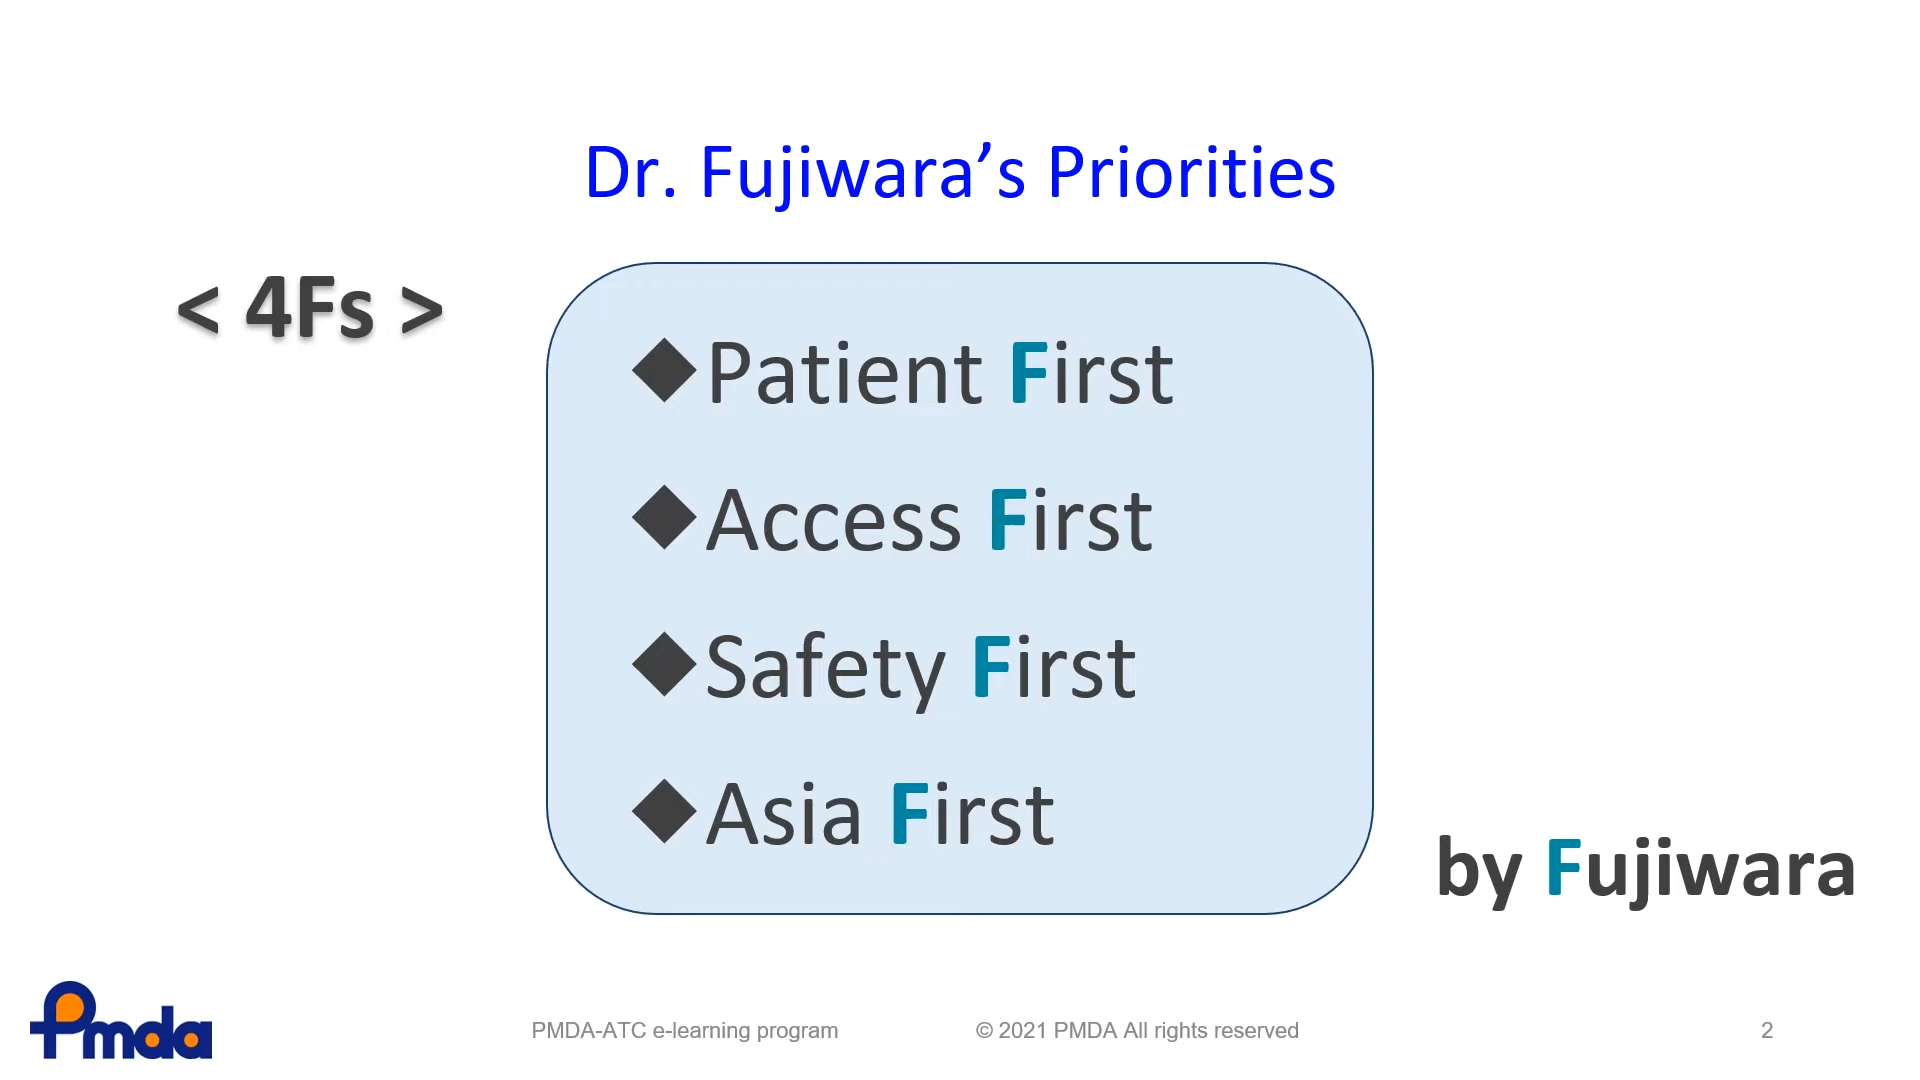 Dr. Fujiwara’s Priorities
< 4Fs >
◆Patient First
◆Access First
◆Safety First
◆Asia First
by Fujiwara
Pmda
PMDA-ATC e-learning program
© 2021 PMDA All rights reserved
2